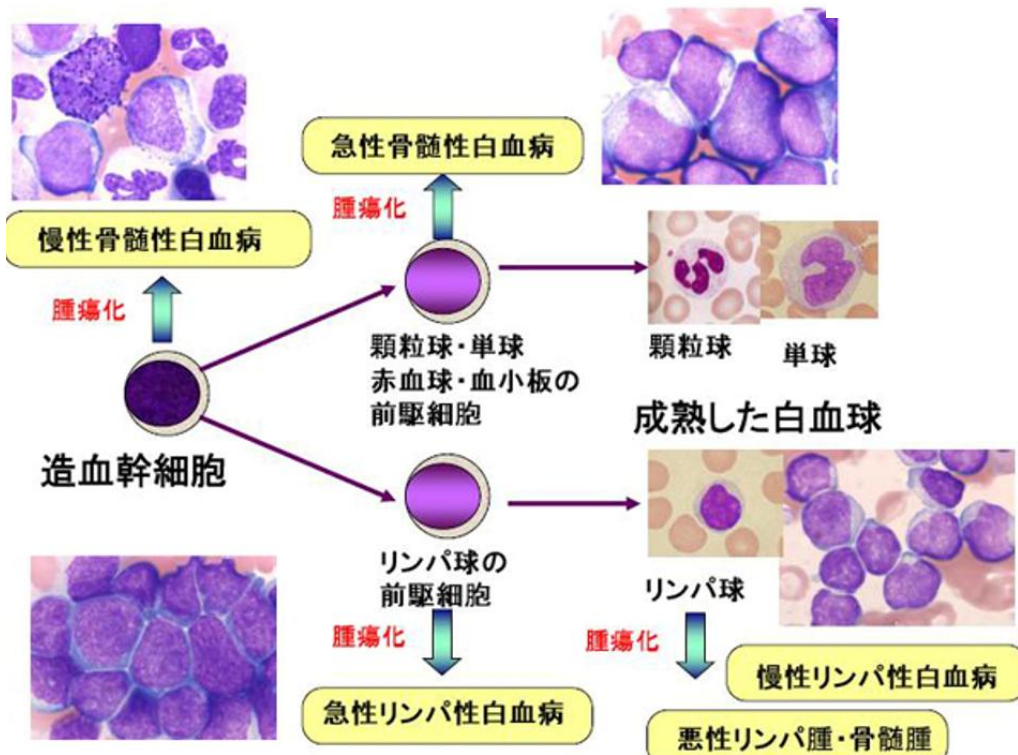 急性骨髄性白血病
腫瘍化
慢性骨髄性白血病
腫瘍化
顆粒球・単球
赤血球・血小板の
前駆細胞
顆粒球
単球
成熟した白血球
造血幹細胞
リンパ球の
前駆細胞
リンパ球
腫瘍化
腫瘍化
急性リンパ性白血病
慢性リンパ性白血病
悪性リンパ腫・骨髄腫